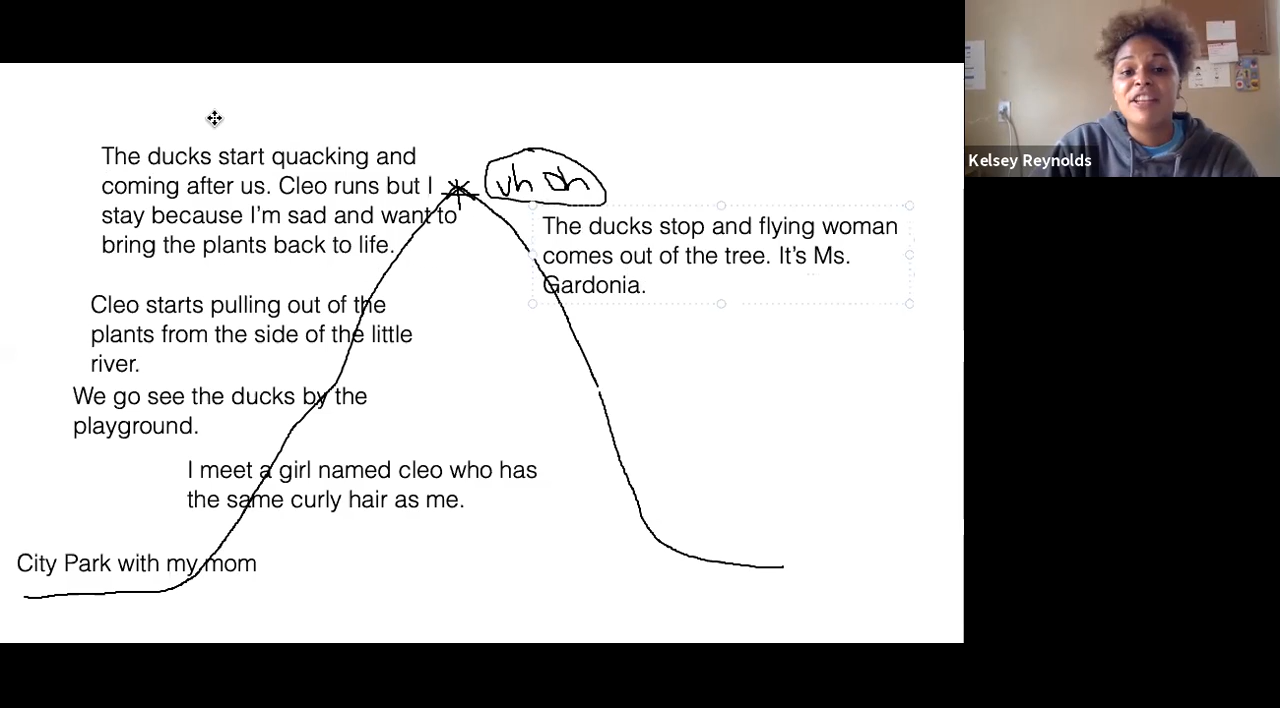 The ducks start quacking and
coming after us. Cleo runs but I
stay because I'm sad and want to
bring the plants back to life.
uh oh
The ducks stop and flying woman
comes out of the tree. It's Ms.
Gardonia.
Cleo starts pulling out of the
plants from the side of the little
river.
We go see the ducks by the
playground.
I meet a girl named cleo who has
the same curly hair as me.
City Park with my mom
Kelsey Reynolds